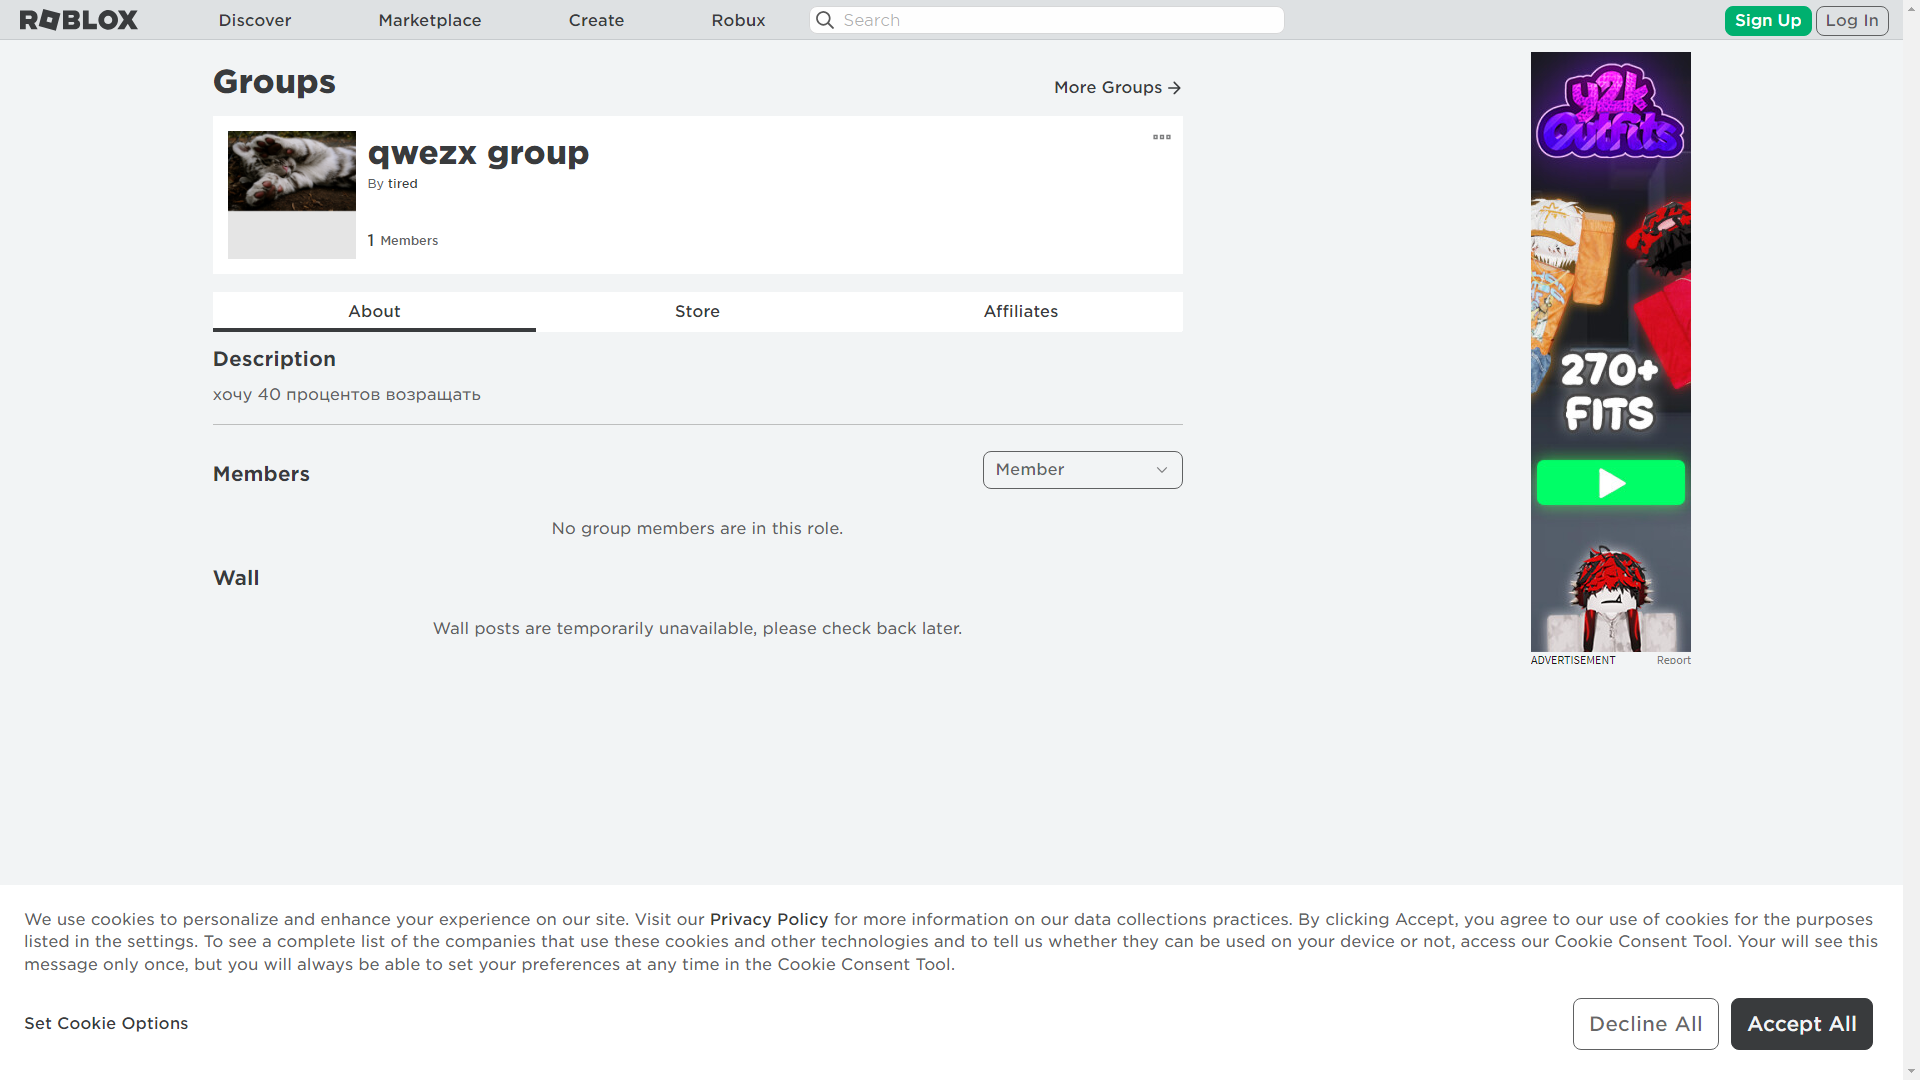 ROBLOX
Discover
Marketplace
Create
Robux
Search
Sign Up
Log In
Groups
More Groups
qwezx group
By tired
1 Members
About
Store
Affiliates
Description
хочу 40 процентов возращать
Members
Member
No group members are in this role.
Wall
Wall posts are temporarily unavailable, please check back later.
y2k
Outfits
270+
FITS
ADVERTISEMENT
Report
We use cookies to personalize and enhance your experience on our site. Visit our Privacy Policy for more information on our data collections practices. By clicking Accept, you agree to our use of cookies for the purposes
listed in the settings. To see a complete list of the companies that use these cookies and other technologies and to tell us whether they can be used on your device or not, access our Cookie Consent Tool. Your will see this
message only once, but you will always be able to set your preferences at any time in the Cookie Consent Tool.
Set Cookie Options
Decline All
Accept All